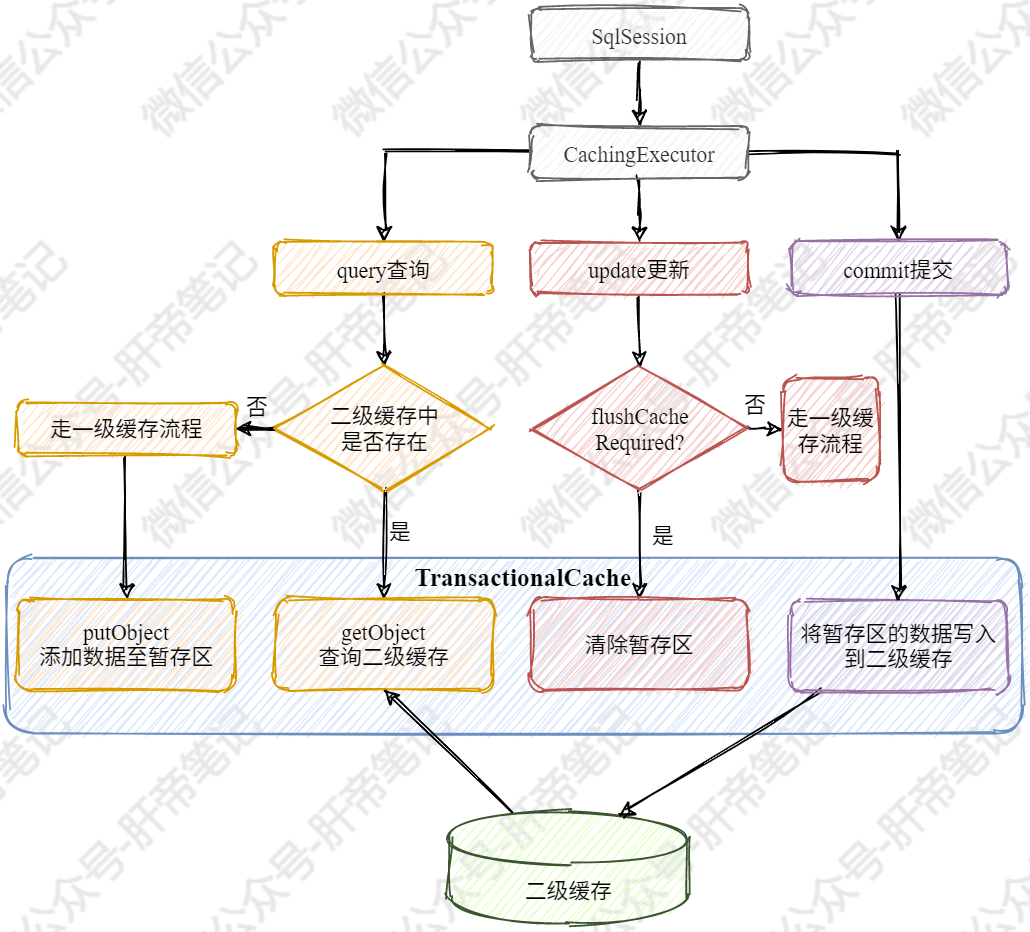 SqlSession
CachingExecutor
query查询
update更新
commit提交
二级缓存中
是否存在
否
走一级缓存流程
flushCache
Required?
否
走一级缓
存流程
是
是
TransactionalCache
putObject
添加数据至暂存区
getObject
查询二级缓存
清除暂存区
将暂存区的数据写入
到二级缓存
二级缓存
微信公众号-肝帝笔记